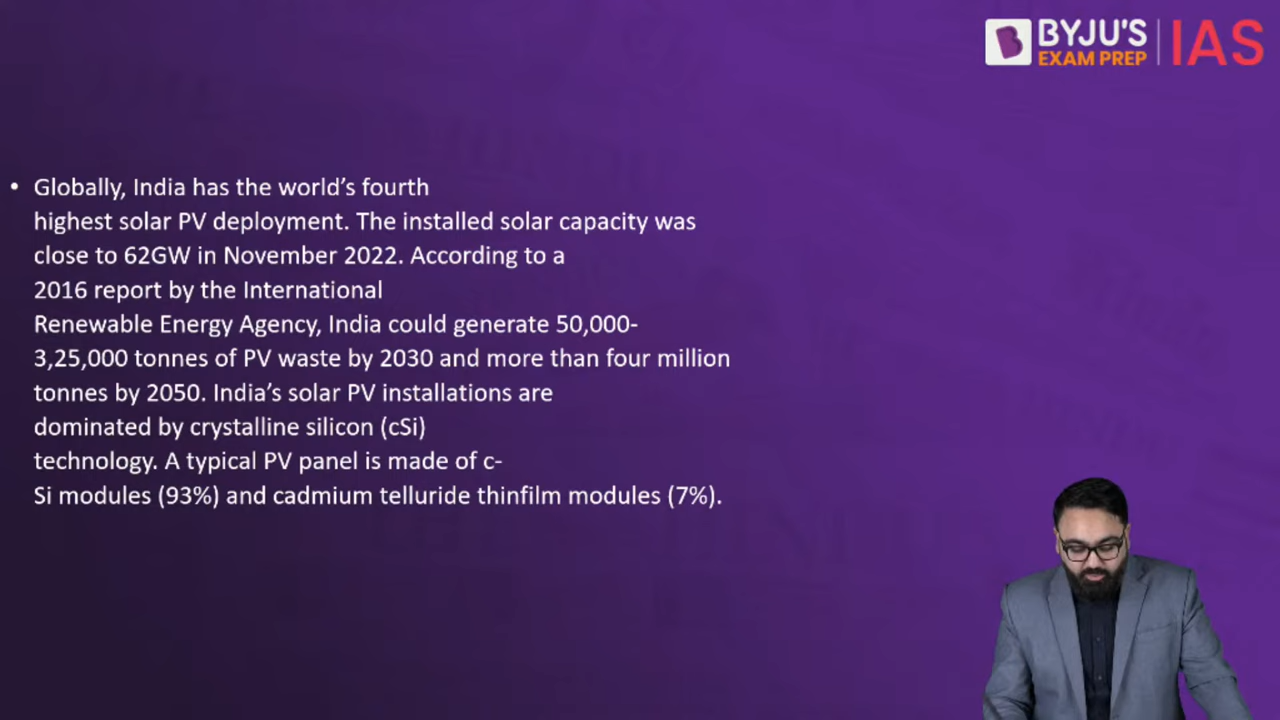 BYJU'S
EXAM PREP
IAS
• Globally, India has the world’s fourth
highest solar PV deployment. The installed solar capacity was
close to 62GW in November 2022. According to a
2016 report by the International
Renewable Energy Agency, India could generate 50,000-
3,25,000 tonnes of PV waste by 2030 and more than four million
tonnes by 2050. India’s solar PV installations are
dominated by crystalline silicon (cSi)
technology. A typical PV panel is made of c-
Si modules (93%) and cadmium telluride thinfilm modules (7%).